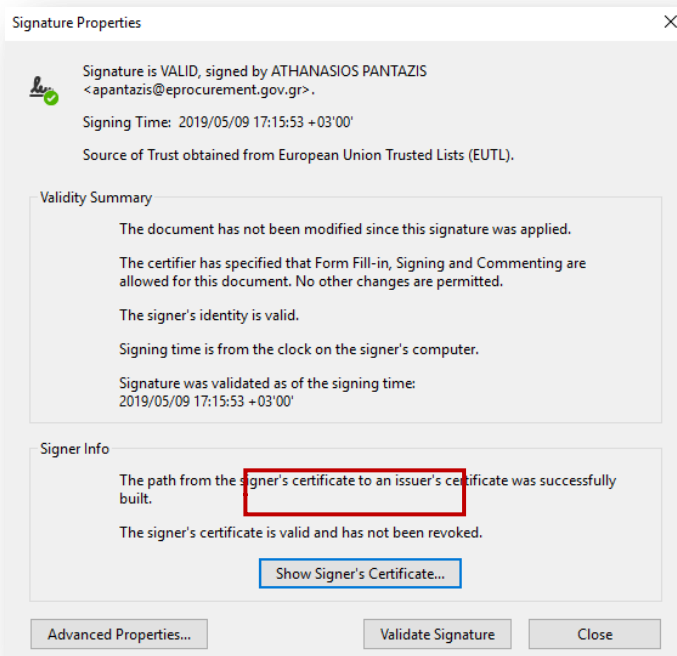 Signature Properties
Signature is VALID, signed by ATHANASIOS PANTAZIS
<apantazis@eprocurement.gov.gr>.
Signing Time: 2019/05/09 17:15:53 +03'00'
Source of Trust obtained from European Union Trusted Lists (EUTL).
Validity Summary
The document has not been modified since this signature was applied.
The certifier has specified that Form Fill-in, Signing and Commenting are
allowed for this document. No other changes are permitted.
The signer's identity is valid.
Signing time is from the clock on the signer's computer.
Signature was validated as of the signing time:
2019/05/09 17:15:53 +03'00'
Signer Info
The path from the signer's certificate to an issuer's certificate was successfully
built.
The signer's certificate is valid and has not been revoked.
Show Signer's Certificate...
Advanced Properties...
Validate Signature
Close